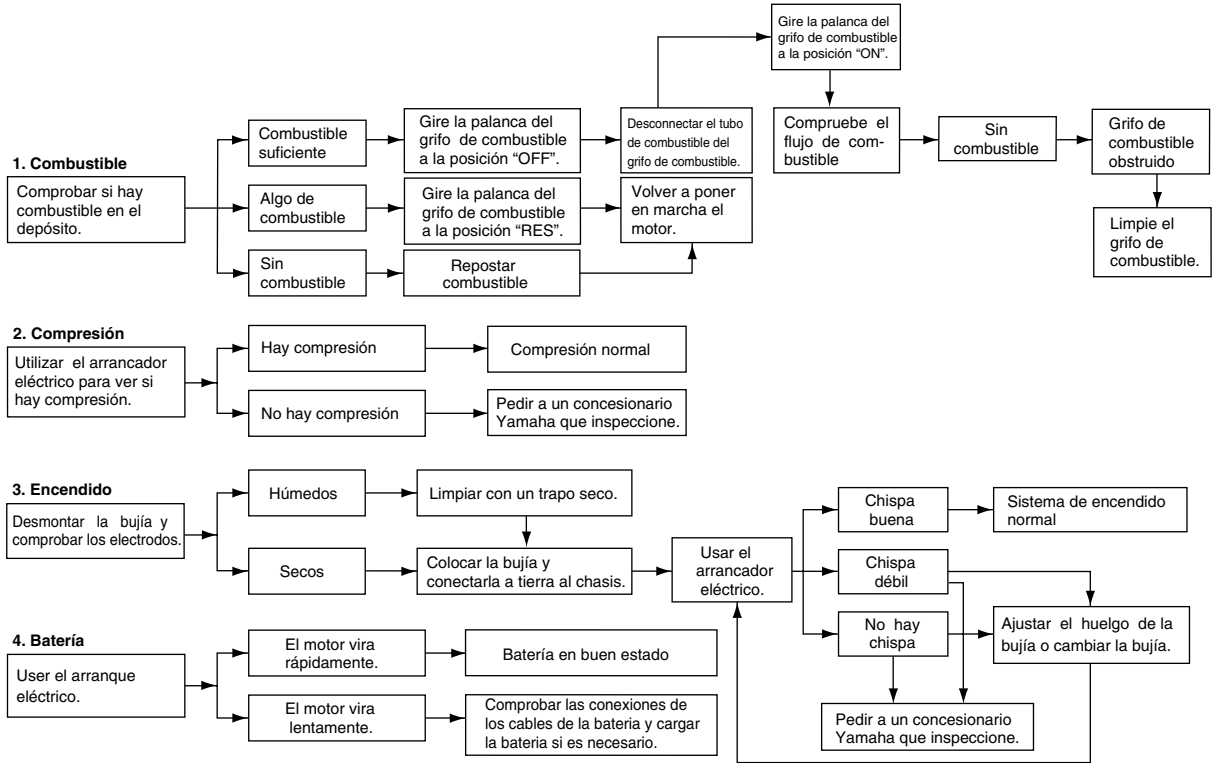 1. Combustible
Comprobar si hay
combustible en el
depósito.
Combustible
suficiente
Gire la palanca del
grifo de combustible
a la posición “OFF”.
Desconnectar el tubo
de combustible del
grifo de combustible.
Gire la palanca del
grifo de combustible
a la posición “ON”.
Compruebe el
flujo de com-
bustible
Sin
combustible
Grifo de
combustible
obstruido
Limpie el
grifo de
combustible.
Algo de
combustible
Gire la palanca del
grifo de combustible
a la posición “RES”.
Volver a poner
en marcha el
motor.
Sin
combustible
Repostar
combustible
2. Compresión
Utilizar el arrancador
eléctrico para ver si
hay compresión.
Hay compresión
Compresión normal
No hay compresión
Pedir a un concesionario
Yamaha que inspeccione.
3. Encendido
Desmontar la bujía y
comprobar los electrodos.
Húmedos
Limpiar con un trapo seco.
Secos
Colocar la bujía y
conectarla a tierra al chasis.
Usar el
arrancador
eléctrico.
Chispa
buena
Sistema de encendido
normal
Chispa
débil
No hay
chispa
Ajustar el huelgo de la
bujía o cambiar la bujía.
Pedir a un concesionario
Yamaha que inspeccione.
4. Batería
User el arranque
eléctrico.
El motor vira
rápidamente.
Batería en buen estado
El motor vira
lentamente.
Comprobar las conexiones de
los cables de la bateria y cargar
la bateria si es necesario.